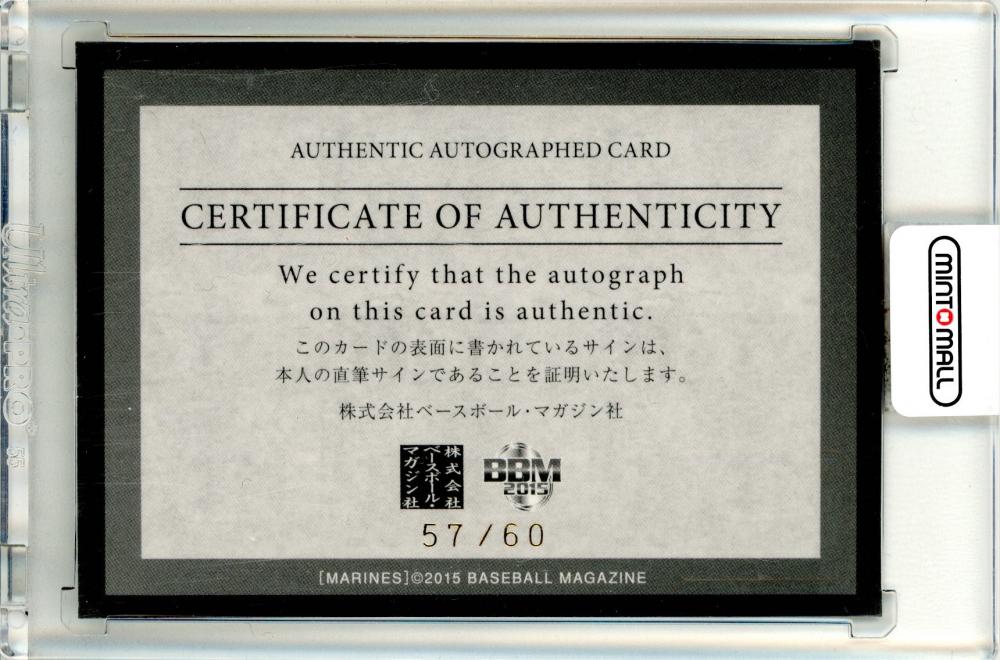 AUTHENTIC AUTOGRAPHED CARD
CERTIFICATE OF AUTHENTICITY
We certify that the autograph
on this card is authentic.
このカードの表面に書かれているサインは、
本人の直筆サインであることを証明いたします。
株式会社ベースボール・マガジン社
株式会社
ベースボール・
マガジン社
BBM
2015
57/60
[MARINES]©2015 BASEBALL MAGAZINE
MINTOMALL
Ultra·PRO®